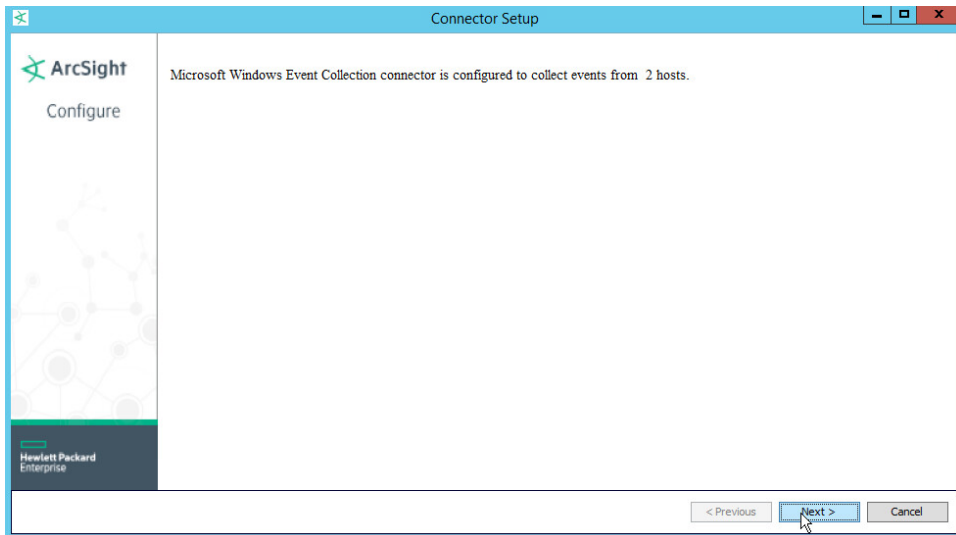 Connector Setup
ArcSight
Configure
Microsoft Windows Event Collection connector is configured to collect events from 2 hosts.
Hewlett Packard
Enterprise
< Previous
Next >
Cancel